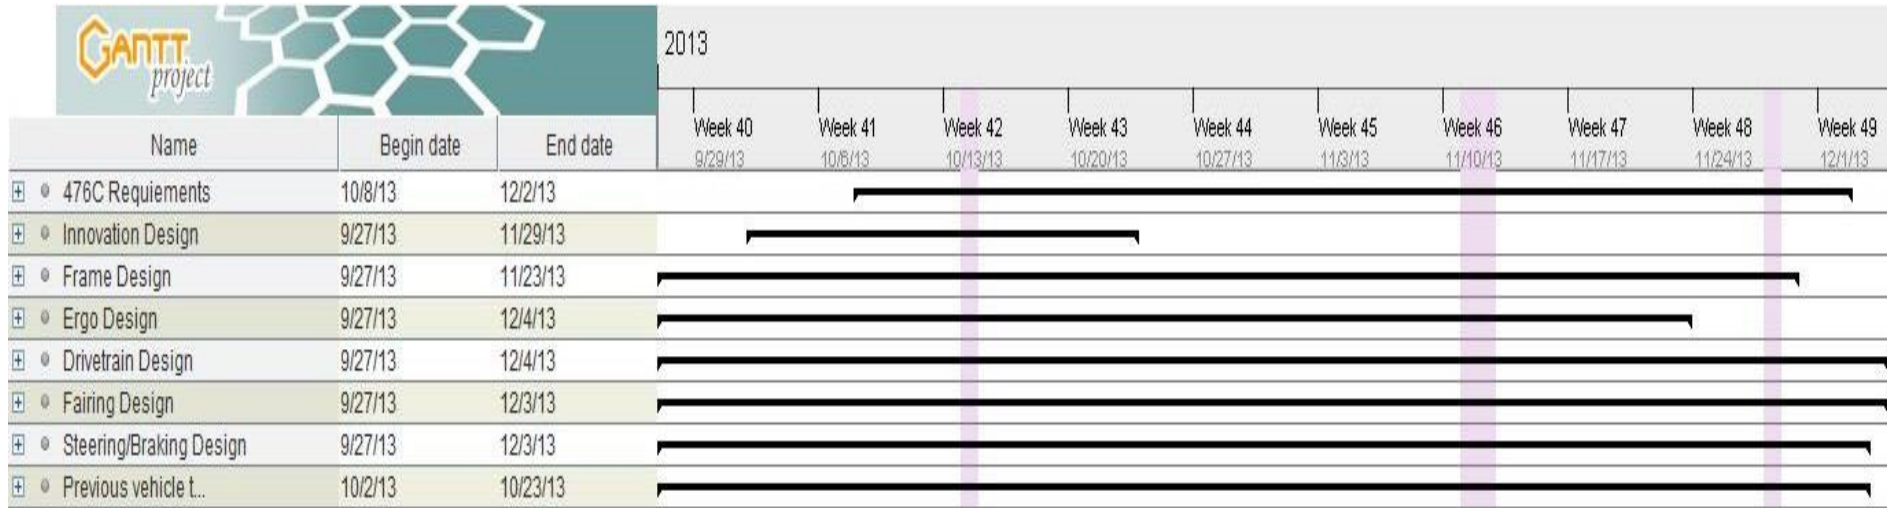 GANTT
project
2013
Name Begin date End date Week 40 Week 41 Week 42 Week 43 Week 44 Week 45 Week 46 Week 47 Week 48 Week 49
9/29/13 10/6/13 10/13/13 10/20/13 10/27/13 11/3/13 11/10/13 11/17/13 11/24/13 12/1/13
476C Requiements 10/8/13 12/2/13
Innovation Design 9/27/13 11/29/13
Frame Design 9/27/13 11/23/13
Ergo Design 9/27/13 12/4/13
Drivetrain Design 9/27/13 12/4/13
Fairing Design 9/27/13 12/3/13
Steering/Braking Design 9/27/13 12/3/13
Previous vehicle t... 10/2/13 10/23/13